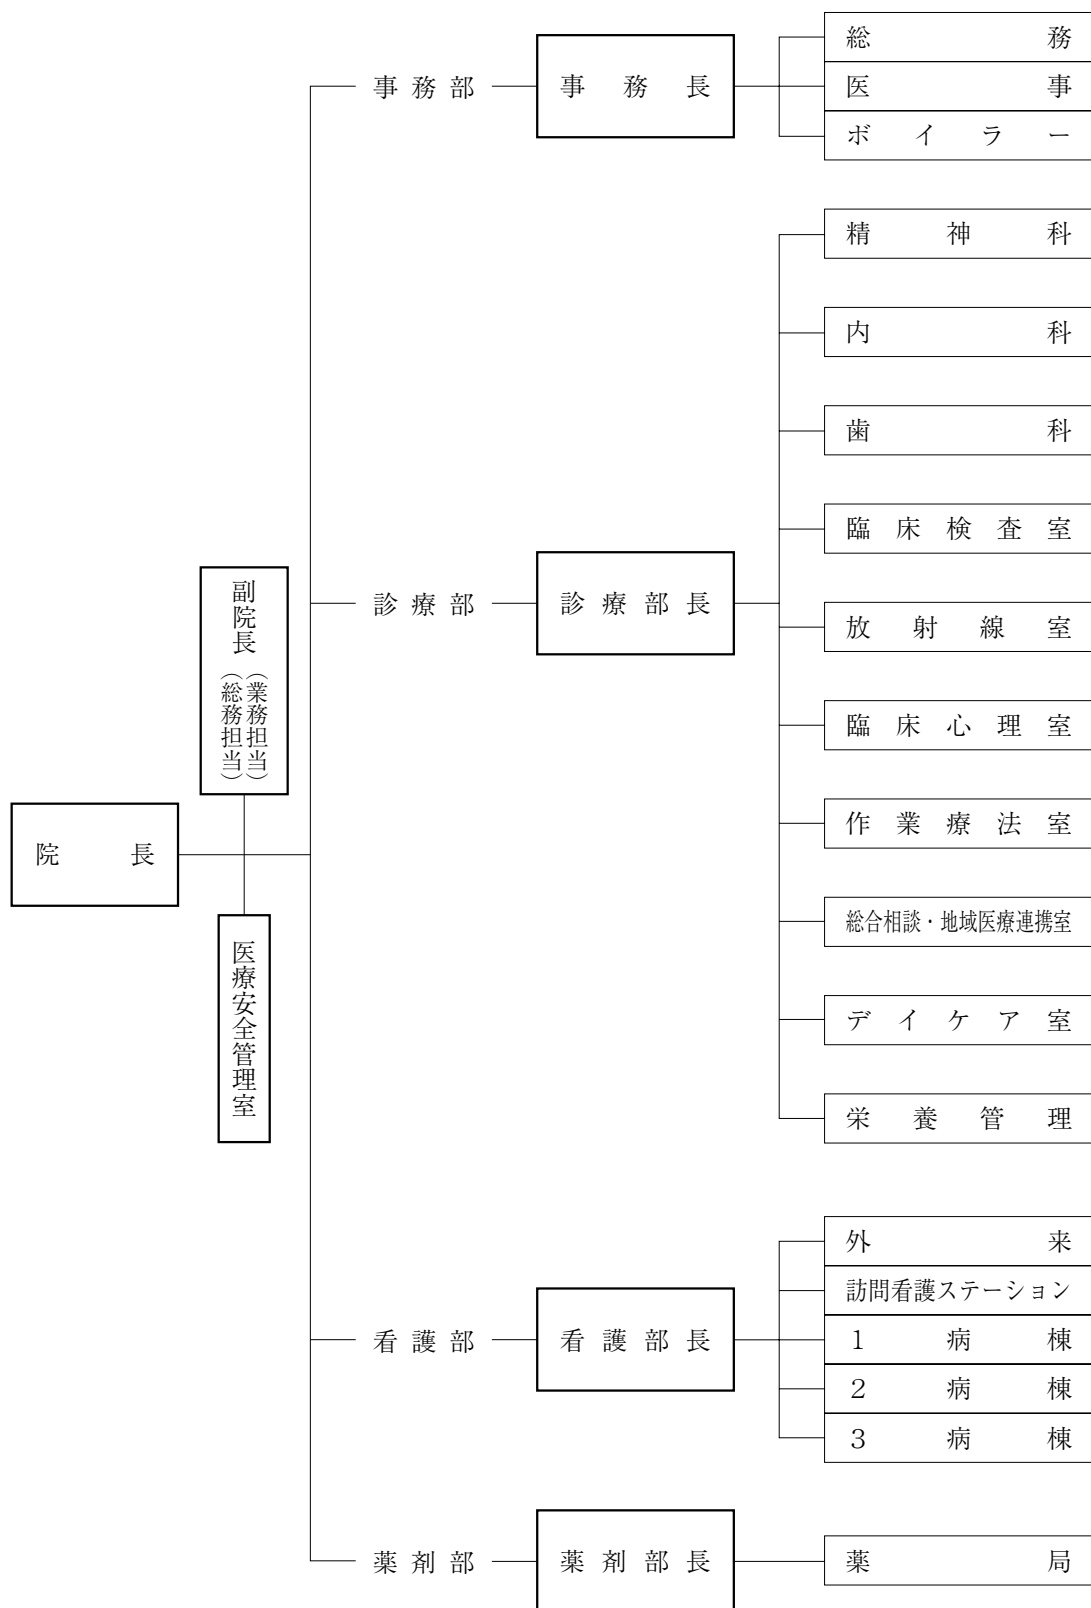 事務部
事務長
総務
医事
ボイラー
診療部
診療部長
精神科
内科
歯科
臨床検査室
放射線室
臨床心理室
作業療法室
総合相談・地域医療連携室
デイケア室
栄養管理
院長
副院長
（業務担当）
（総務担当）
医療安全管理室
看護部
看護部長
外来
訪問看護ステーション
1病棟
2病棟
3病棟
薬剤部
薬剤部長
薬局